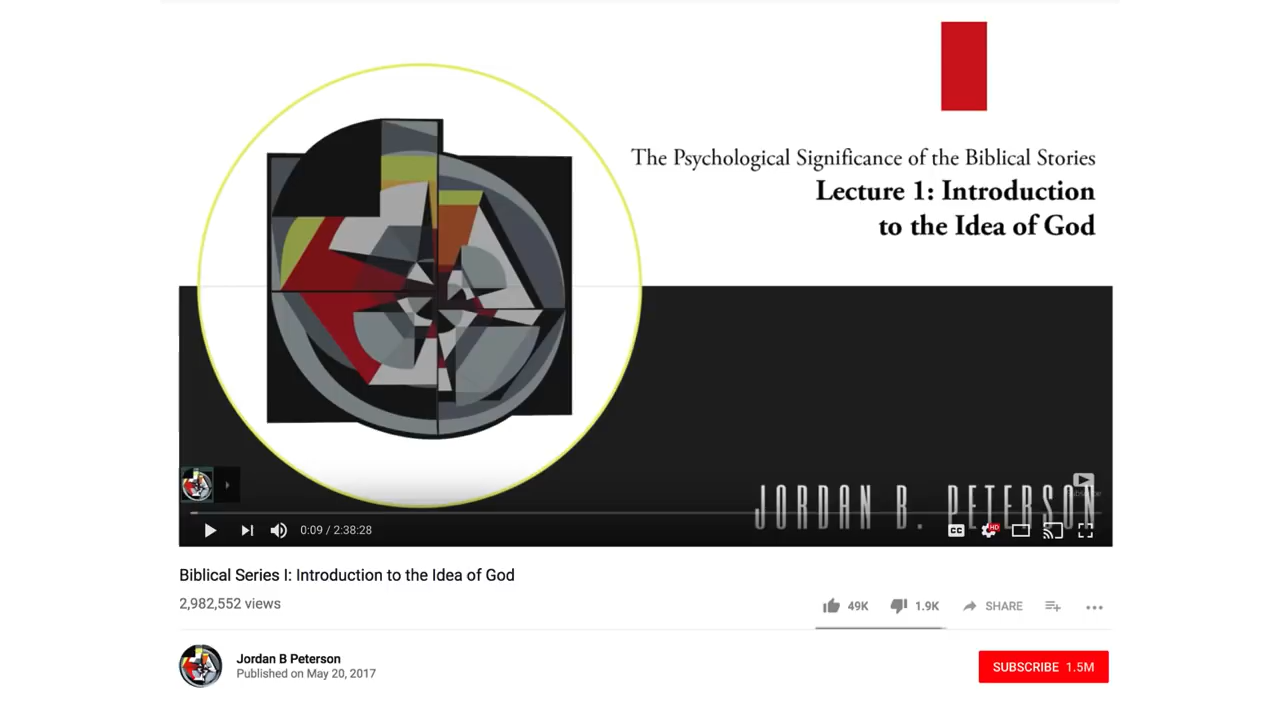 The Psychological Significance of the Biblical Stories
Lecture 1: Introduction
to the Idea of God
JORDAN B. PETERSON
0:09 / 2:38:28
CC
HD
Biblical Series I: Introduction to the Idea of God
2,982,552 views
49K
1.9K
SHARE
Jordan B Peterson
Published on May 20, 2017
SUBSCRIBE 1.5M